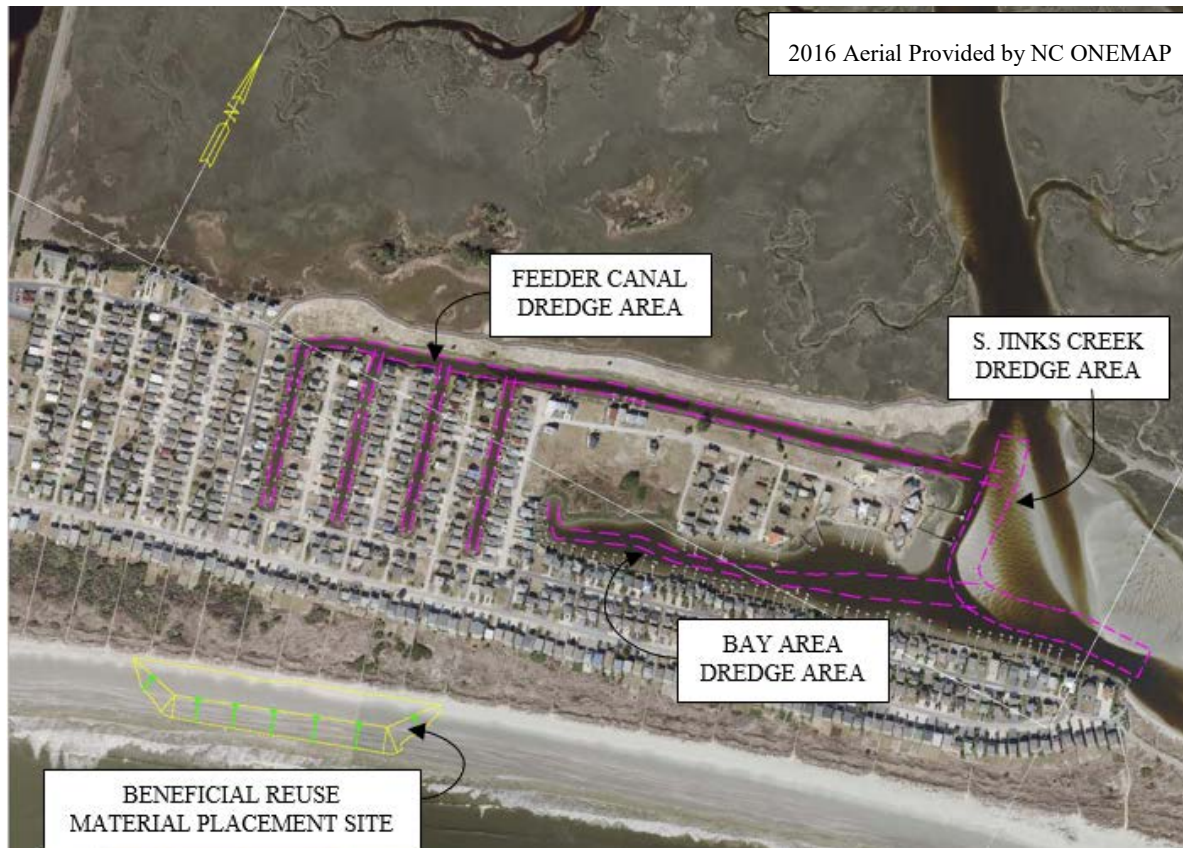 2016 Aerial Provided by NC ONEMAP
N
FEEDER CANAL
DREDGE AREA
S. JINKS CREEK
DREDGE AREA
BAY AREA
DREDGE AREA
BENEFICIAL REUSE
MATERIAL PLACEMENT SITE